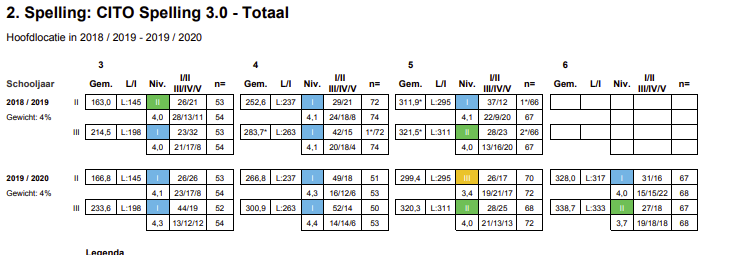 2. Spelling: CITO Spelling 3.0 - Totaal
Hoofdlocatie in 2018 / 2019 - 2019 / 2020
3 4 5 6
I/II I/II I/II I/II
Schooljaar Gem. L/I Niv. III/IV/V n= Gem. L/I Niv. III/IV/V n= Gem. L/I Niv. III/IV/V n= Gem. L/I Niv. III/IV/V n=
2018 / 2019 II 163,0 L:145 II 26/21 53 252,6 L:237 I 29/21 72 311,9* L:295 I 37/12 1*/66
Gewicht: 4% 4,0 28/13/11 54 4,1 24/18/8 74 4,1 22/9/20 67
III 214,5 L:198 I 23/32 53 283,7* L:263 I 42/15 1*/72 321,5* L:311 II 28/23 2*/66
4,0 21/17/8 54 4,1 20/18/4 74 4,0 13/16/20 67
2019 / 2020 II 166,8 L:145 I 26/26 53 266,8 L:237 I 49/18 51 299,4 L:295 III 26/17 70 328,0 L:317 I 31/16 67
Gewicht: 4% 4,1 23/17/8 54 4,3 16/12/6 53 3,4 19/21/17 72 4,0 15/15/22 68
III 233,6 L:198 I 44/19 52 300,9 L:263 I 52/14 50 320,3 L:311 II 28/25 68 338,7 L:333 II 27/18 67
4,3 13/12/12 54 4,4 14/14/6 53 4,0 21/13/13 72 3,7 19/18/18 68
Legenda